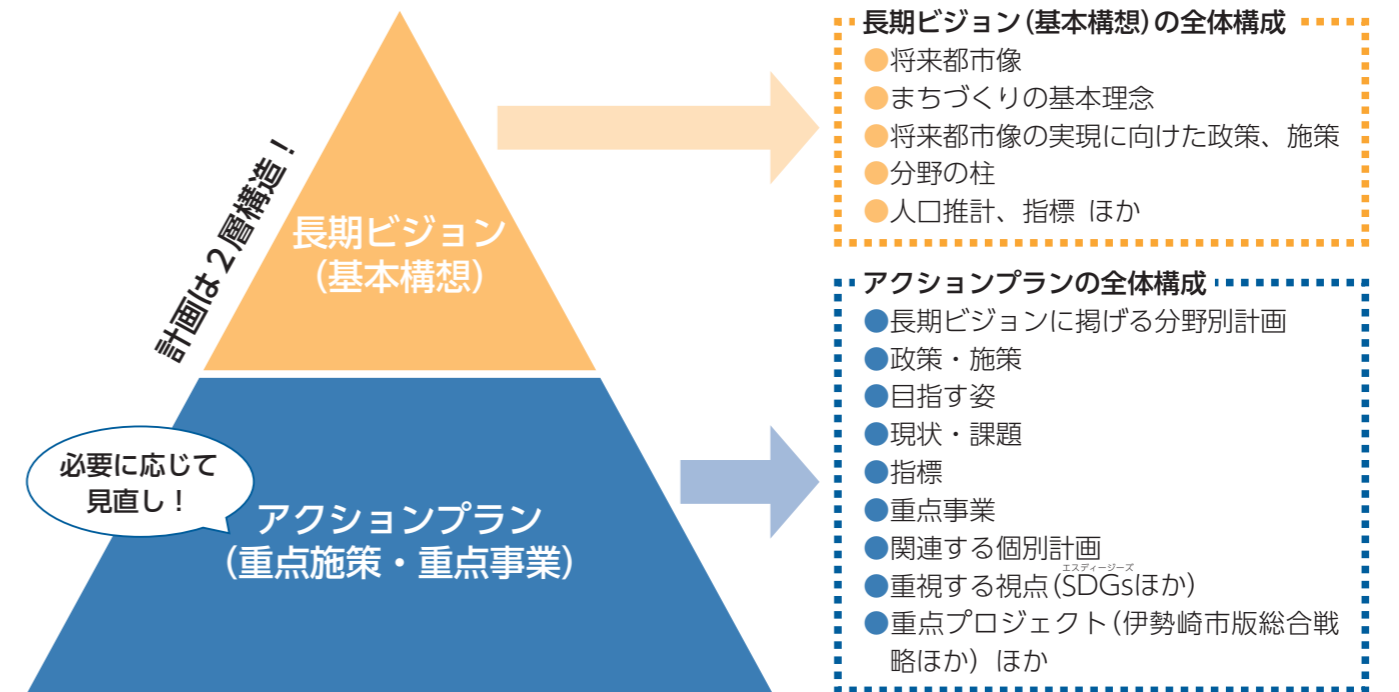 計画は2層構造！
長期ビジョン
（基本構想）
必要に応じて
見直し！
アクションプラン
（重点施策・重点事業）
長期ビジョン（基本構想）の全体構成
●将来都市像
●まちづくりの基本理念
●将来都市像の実現に向けた政策、施策
●分野の柱
●人口推計、指標 ほか
アクションプランの全体構成
●長期ビジョンに掲げる分野別計画
●政策・施策
●目指す姿
●現状・課題
●指標
●重点事業
●関連する個別計画
エスディージーズ
●重視する視点（SDGsほか）
●重点プロジェクト（伊勢崎市版総合戦
略ほか）ほか